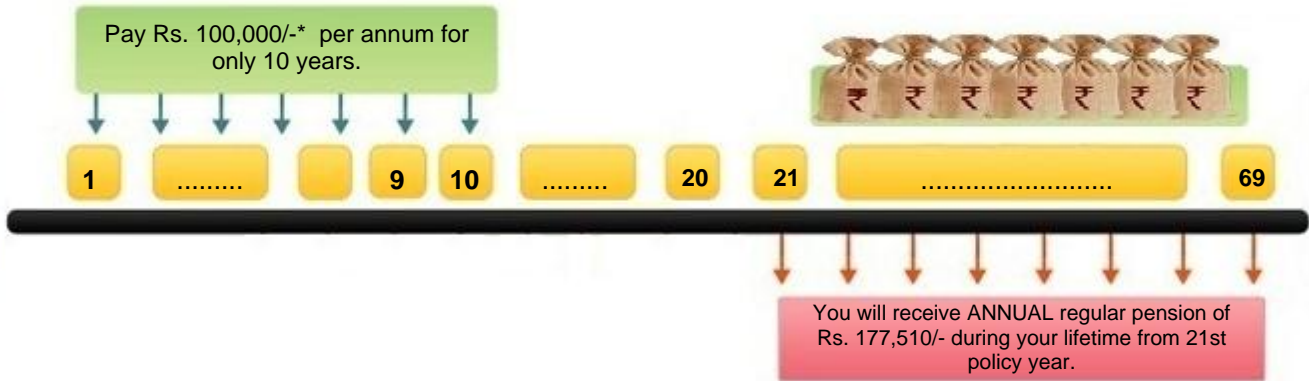 Pay Rs. 100,000/-* per annum for
only 10 years.
₹ ₹ ₹ ₹ ₹ ₹ ₹
1 ......... 9 10 ......... 20 21 .......................... 69
You will receive ANNUAL regular pension of
Rs. 177,510/- during your lifetime from 21st
policy year.